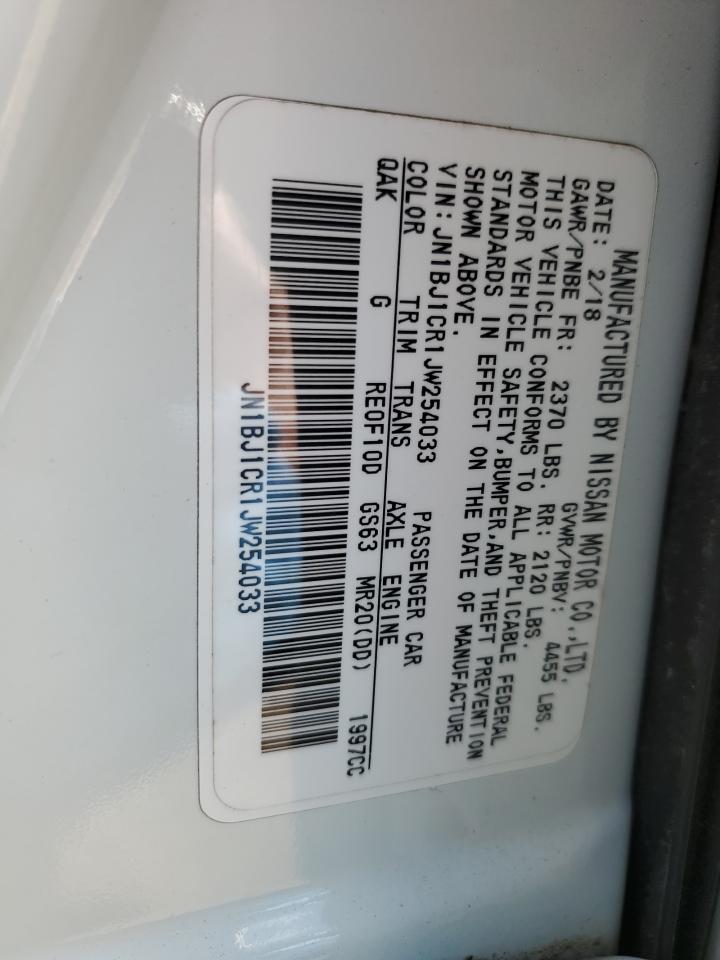 MANUFACTURED BY NISSAN MOTOR CO.,LTD.
DATE: 2/18 GVWR/PNBV: 4455 LBS.
GAWR/PNBE FR: 2370 LBS. RR: 2120 LBS.
THIS VEHICLE CONFORMS TO ALL APPLICABLE FEDERAL
MOTOR VEHICLE SAFETY,BUMPER,AND THEFT PREVENTION
STANDARDS IN EFFECT ON THE DATE OF MANUFACTURE
SHOWN ABOVE.
VIN:JN1BJ1CR1JW254033 PASSENGER CAR
COLOR TRIM TRANS AXLE ENGINE
QAK G RE0F10D GS63 MR20(DD) 1997CC
JN1BJ1CR1JW254033